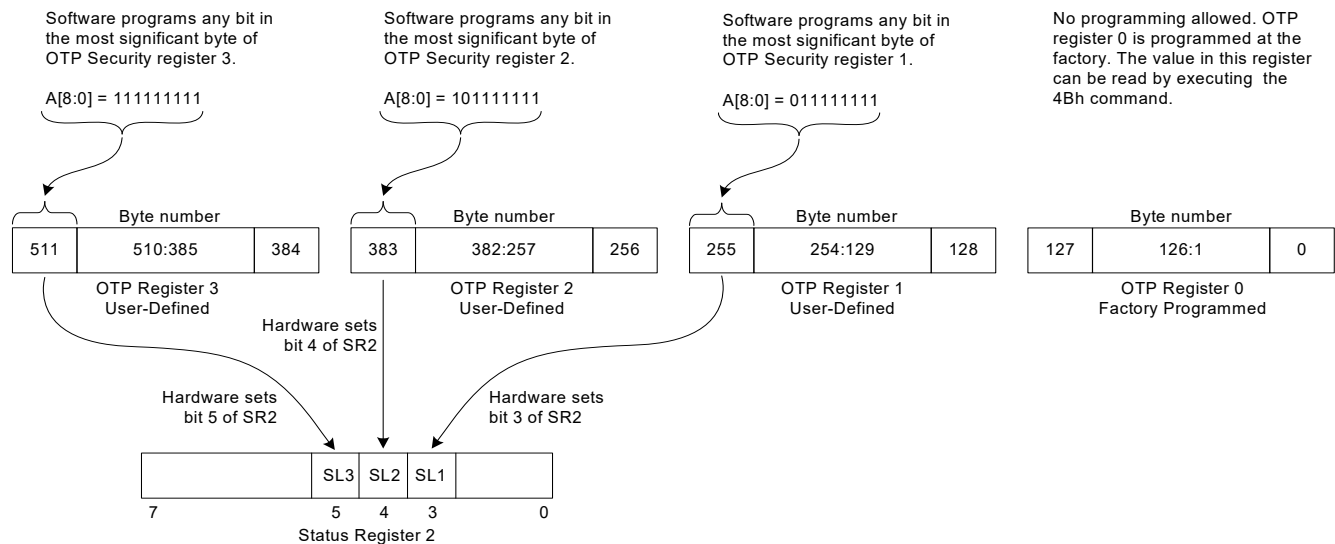 Software programs any bit in
the most significant byte of
OTP Security register 3.
A[8:0] = 111111111
Software programs any bit in
the most significant byte of
OTP Security register 2.
A[8:0] = 101111111
Software programs any bit in
the most significant byte of
OTP Security register 1.
A[8:0] = 011111111
No programming allowed. OTP
register 0 is programmed at the
factory. The value in this register
can be read by executing the
4Bh command.
Byte number
511 510:385 384
OTP Register 3
User-Defined
Byte number
383 382:257 256
OTP Register 2
User-Defined
Byte number
255 254:129 128
OTP Register 1
User-Defined
Byte number
127 126:1 0
OTP Register 0
Factory Programmed
Hardware sets
bit 4 of SR2
Hardware sets
bit 5 of SR2
Hardware sets
bit 3 of SR2
SL3 SL2 SL1
7 5 4 3 0
Status Register 2